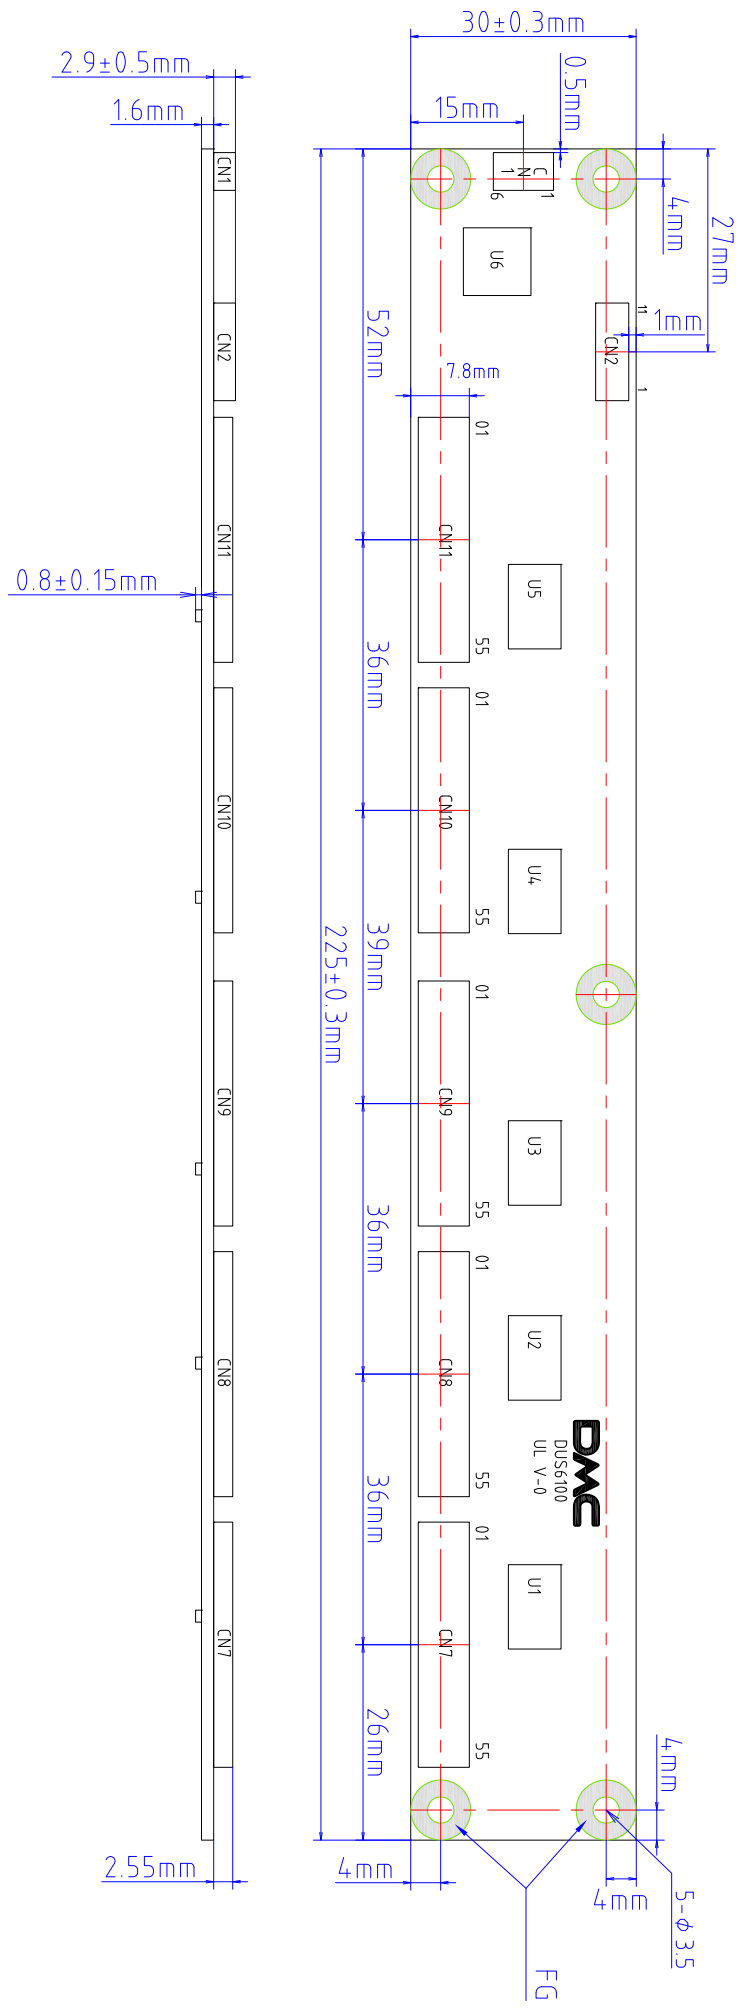 30±0.3mm
2.9±0.5mm
0.5mm
15mm
1.6mm
CN1
CN
1
1
6
4mm
27mm
U6
52mm
11
1mm
CN2
CN2
1
7.8mm
01
CN11
CN11
0.8±0.15mm
U5
55
36mm
01
CN10
CN10
U4
55
39mm
225±0.3mm
01
CN9
CN9
U3
55
36mm
01
U2
CN8
CN8
DMC
DUS6100
UL V-0
55
36mm
01
U1
CN7
CN7
26mm
55
4mm
2.55mm
4mm
4mm
5-ϕ3.5
FG